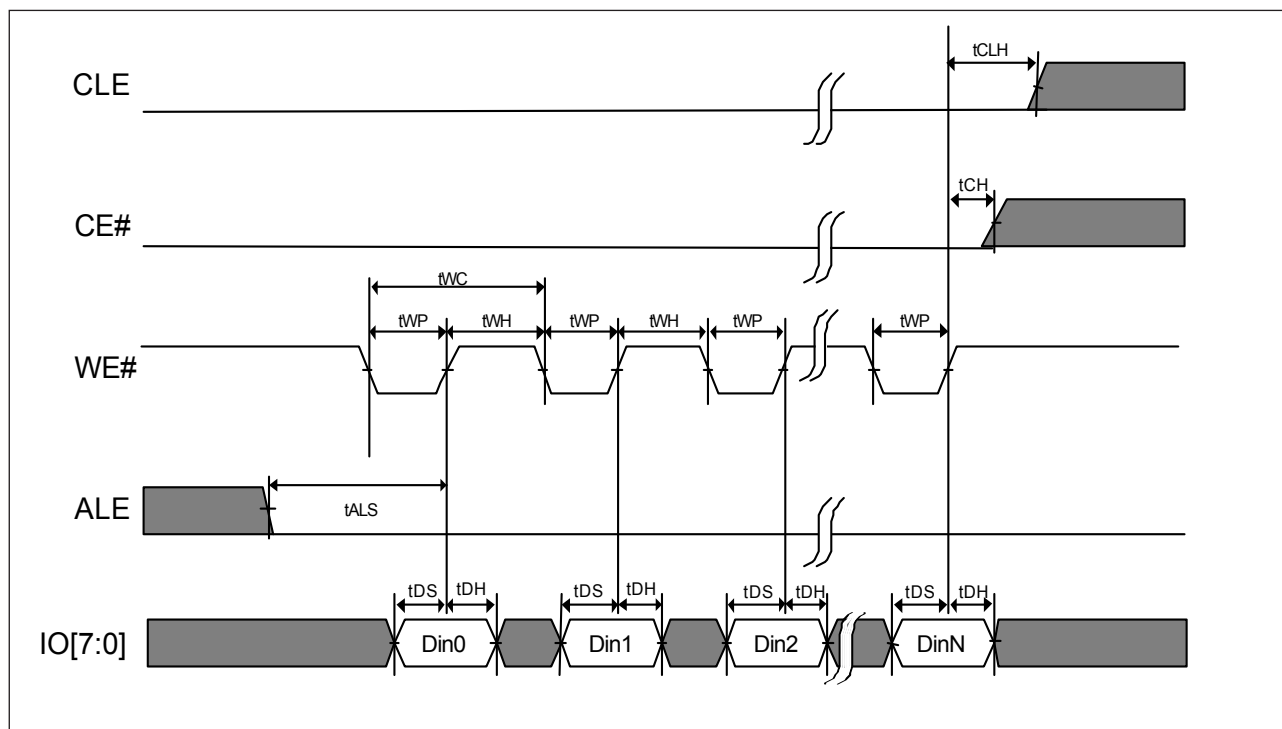 tCLH
CLE
tCH
CE#
tWC
tWP tWH tWP tWH tWP tWP
WE#
ALE
tALS
tDS tDH tDS tDH tDS tDH tDS tDH
IO[7:0] Din0 Din1 Din2 DinN